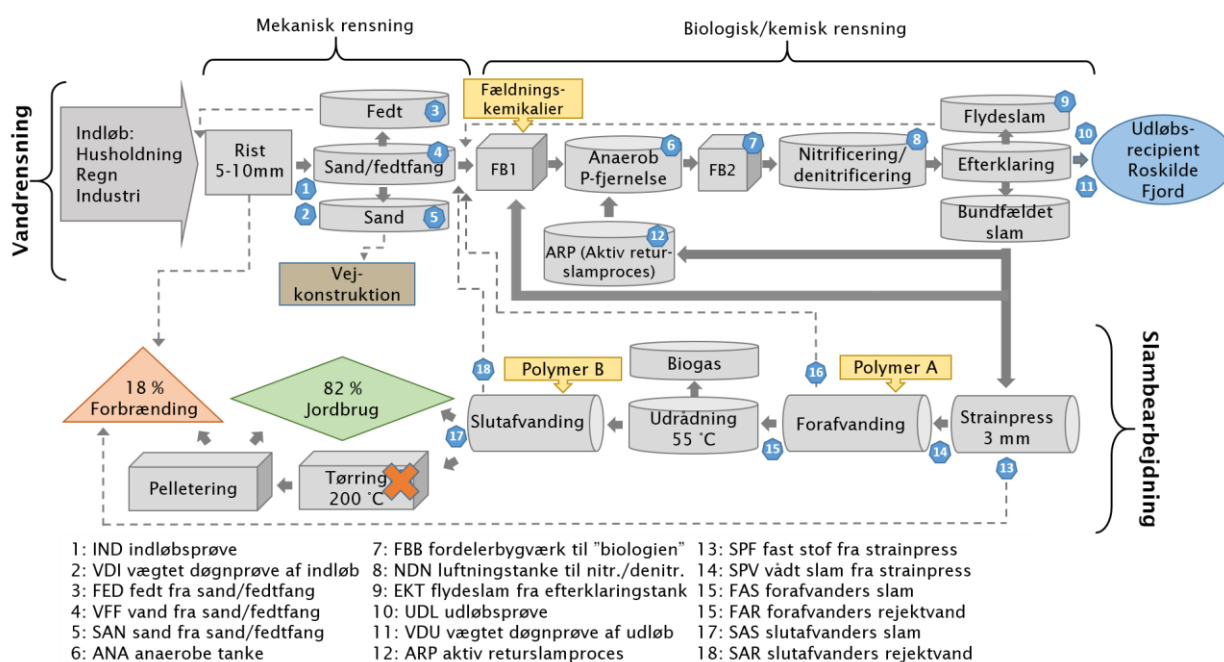 Mekanisk rensning
Biologisk/kemisk rensning
Vandrensning
Indløb:
Husholdning
Regn
Industri
Rist
5-10mm
1
2
Fedt
3
Sand/fedtfang
4
Sand
5
Vej-
konstruktion
Fældnings-
kemikalier
FB1
Anaerob
P-fjernelse
6
FB2
7
Nitrificering/
denitrificering
8
Flydeslam
9
Efterklaring
Bundfældet
slam
10
11
Udløbs-
recipient
Roskilde
Fjord
12
ARP (Aktiv retur-
slamproces)
Slambearbejdning
18 %
Forbrænding
82 %
Jordbrug
Pelletering
Tørring
200 °C
17
18
Polymer B
Slutafvanding
Biogas
Udrådning
55 °C
15
16
Polymer A
Forafvanding
14
Strainpress
3 mm
13
1: IND indløbsprøve
2: VDI vægtet døgnprøve af indløb
3: FED fedt fra sand/fedtfang
4: VFF vand fra sand/fedtfang
5: SAN sand fra sand/fedtfang
6: ANA anaerobe tanke
7: FBB fordelerbygværk til ”biologien”
8: NDN luftningstanke til nitr./denitr.
9: EKT flydeslam fra efterklaringstank
10: UDL udløbsprøve
11: VDU vægtet døgnprøve af udløb
12: ARP aktiv returslamproces
13: SPF fast stof fra strainpress
14: SPV vådt slam fra strainpress
15: FAS forafvanders slam
15: FAR forafvanders rejektvand
17: SAS slutafvanders slam
18: SAR slutafvanders rejektvand